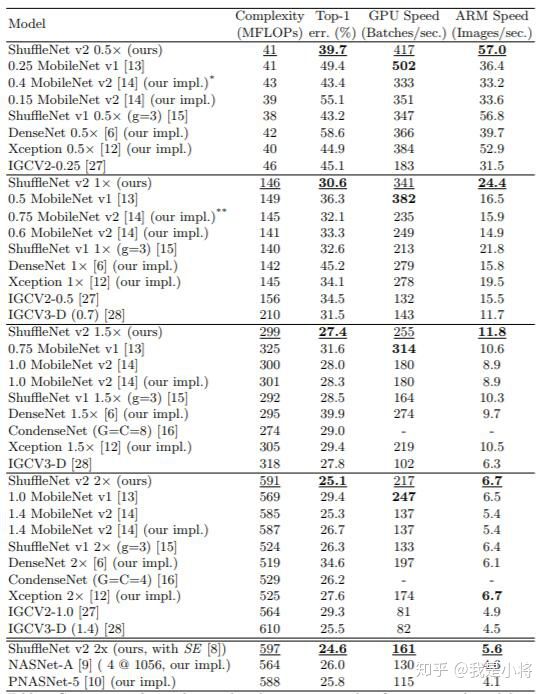 Model Complexity (MFLOPs) Top-1 err. (%) GPU Speed (Batches/sec.) ARM Speed (Images/sec.)
ShuffleNet v2 0.5× (ours) 41 39.7 417 57.0
0.25 MobileNet v1 [13] 41 49.4 502 36.4
0.4 MobileNet v2 [14] (our impl.)* 43 43.4 333 33.2
0.15 MobileNet v2 [14] (our impl.) 39 55.1 351 33.6
ShuffleNet v1 0.5× (g=3) [15] 38 43.2 347 56.8
DenseNet 0.5× [6] (our impl.) 42 58.6 366 39.7
Xception 0.5× [12] (our impl.) 40 44.9 384 52.9
IGCV2-0.25 [27] 46 45.1 183 31.5
ShuffleNet v2 1× (ours) 146 30.6 341 24.4
0.5 MobileNet v1 [13] 149 36.3 382 16.5
0.75 MobileNet v2 [14] (our impl.)** 145 32.1 235 15.9
0.6 MobileNet v2 [14] (our impl.) 141 33.3 249 14.9
ShuffleNet v1 1× (g=3) [15] 140 32.6 213 21.8
DenseNet 1× [6] (our impl.) 142 45.2 279 15.8
Xception 1× [12] (our impl.) 145 34.1 278 19.5
IGCV2-0.5 [27] 156 34.5 132 15.5
IGCV3-D (0.7) [28] 210 31.5 143 11.7
ShuffleNet v2 1.5× (ours) 299 27.4 255 11.8
0.75 MobileNet v1 [13] 325 31.6 314 10.6
1.0 MobileNet v2 [14] 300 28.0 180 8.9
1.0 MobileNet v2 [14] (our impl.) 301 28.3 180 8.9
ShuffleNet v1 1.5× (g=3) [15] 292 28.5 164 10.3
DenseNet 1.5× [6] (our impl.) 295 39.9 274 9.7
CondenseNet (G=C=8) [16] 274 29.0 - -
Xception 1.5× [12] (our impl.) 305 29.4 219 10.5
IGCV3-D [28] 318 27.8 102 6.3
ShuffleNet v2 2× (ours) 591 25.1 217 6.7
1.0 MobileNet v1 [13] 569 29.4 247 6.5
1.4 MobileNet v2 [14] 585 25.3 137 5.4
1.4 MobileNet v2 [14] (our impl.) 587 26.7 137 5.4
ShuffleNet v1 2× (g=3) [15] 524 26.3 133 6.4
DenseNet 2× [6] (our impl.) 519 34.6 197 6.1
CondenseNet (G=C=4) [16] 529 26.2 - -
Xception 2× [12] (our impl.) 525 27.6 174 6.7
IGCV2-1.0 [27] 564 29.3 81 4.9
IGCV3-D (1.4) [28] 610 25.5 82 4.5
ShuffleNet v2 2x (ours, with SE [8]) 597 24.6 161 5.6
NASNet-A [9] ( 4 @ 1056, our impl.) 564 26.0 130 4.6
PNASNet-5 [10] (our impl.) 588 25.8 115 4.1
知乎 @我是小将